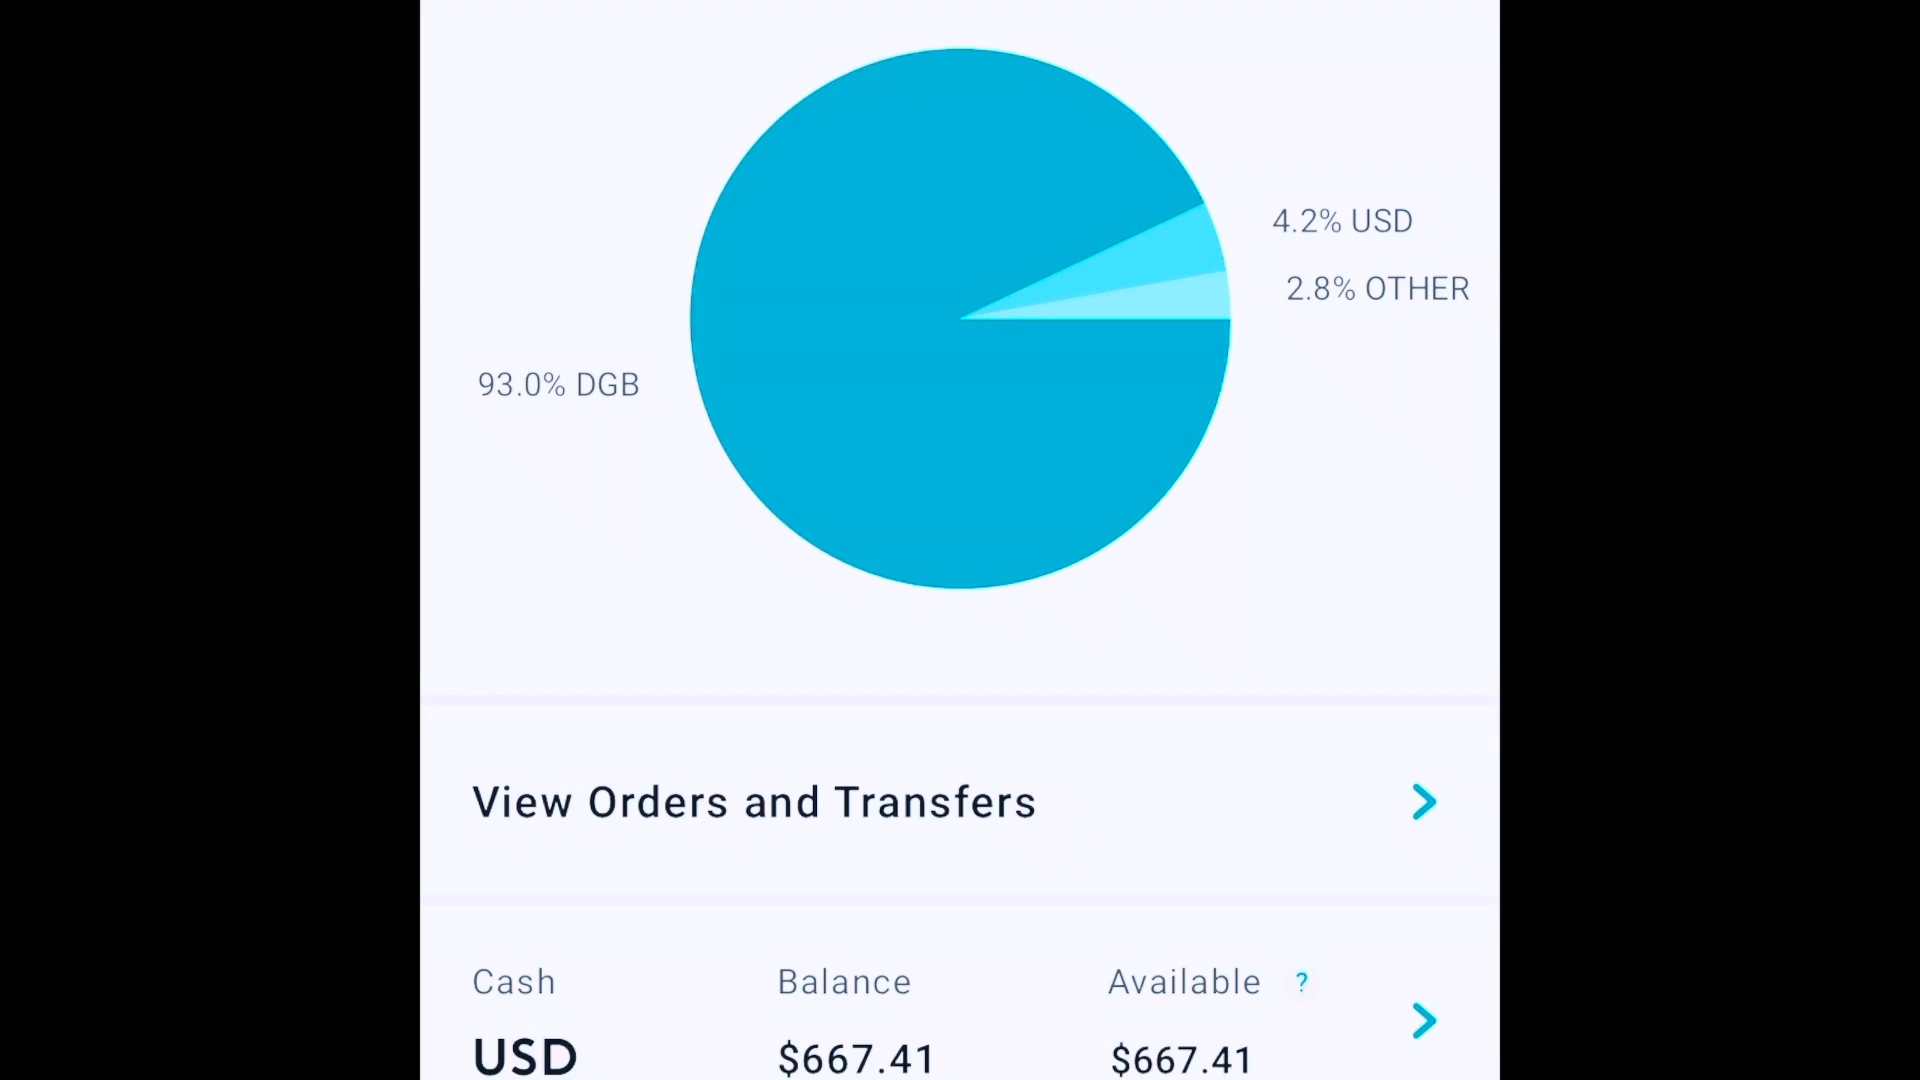 4.2% USD
2.8% OTHER
93.0% DGB
View Orders and Transfers
Cash Balance Available ?
USD $667.41 $667.41